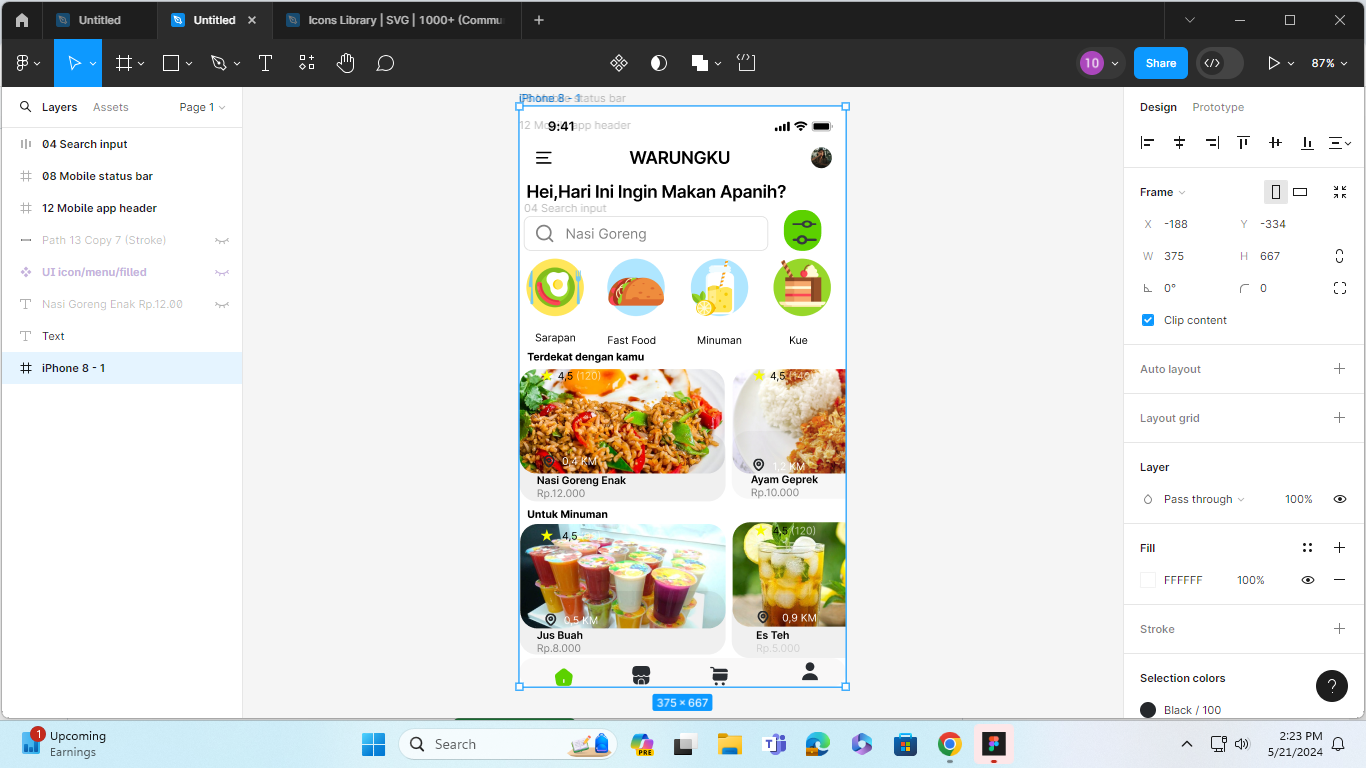 Untitled
Untitled
Icons Library | SVG | 1000+ (Commu
10
Share
87%
Layers
Assets
Page 1
04 Search input
08 Mobile status bar
12 Mobile app header
Path 13 Copy 7 (Stroke)
UI icon/menu/filled
Nasi Goreng Enak Rp.12.00
Text
iPhone 8 - 1
iPhone 8 - 1
status bar
12 Mobile app header
9:41
WARUNGKU
Hei,Hari Ini Ingin Makan Apanih?
04 Search input
Nasi Goreng
Sarapan
Fast Food
Minuman
Kue
Terdekat dengan kamu
4,5 (120)
4,5 (140)
0,4 KM
1,2 KM
Nasi Goreng Enak
Rp.12.000
Ayam Geprek
Rp.10.000
Untuk Minuman
4,5
4,5 (120)
0,5 KM
0,9 KM
Jus Buah
Rp.8.000
Es Teh
Rp.5.000
375 × 667
Design
Prototype
Frame
X -188
Y -334
W 375
H 667
0°
0
Clip content
Auto layout
Layout grid
Layer
Pass through
100%
Fill
FFFFFF
100%
Stroke
Selection colors
Black / 100
?
1
Upcoming
Earnings
Search
PRE
2:23 PM
5/21/2024